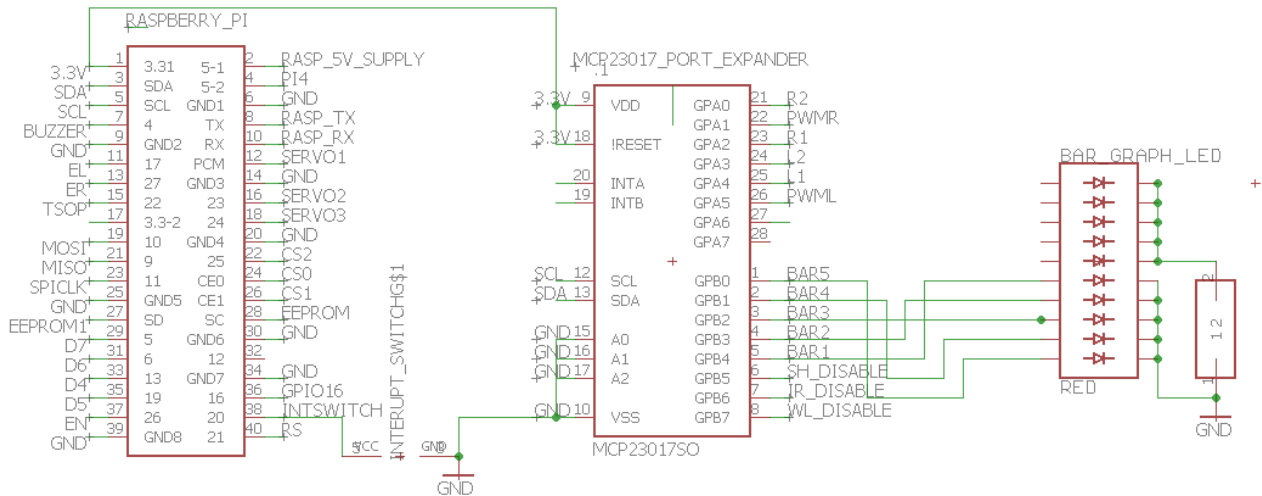 RASPBERRY_PI
1 3.31 5-1 2 RASP_5V_SUPPLY
3.3V 3 SDA 5-2 4 PI4
SDA 5 SCL GND1 6 GND
SCL 7 4 TX 8 RASP_TX
BUZZER 9 GND2 RX 10 RASP_RX
GND 11 17 PCM 12 SERVO1
EL 13 27 GND3 14 GND
ER 15 22 23 16 SERVO2
TSOP 17 3.3-2 24 18 SERVO3
19 10 GND4 20 GND
MOSI 21 9 25 22 CS2
MISO 23 11 CE0 24 CS0
SPICLK 25 GND5 CE1 26 CS1
GND 27 SD SC 28 EEPROM
EEPROM1 29 5 GND6 30 GND
D7 31 6 12 32
D6 33 13 GND7 34 GND
D4 35 19 16 36 GPIO16
D5 37 26 20 38 INTSWITCH
EN 39 GND8 21 40 RS
GND
INTERUPT_SWITCHG$1
VCC GND
GND
MCP23017_PORT_EXPANDER
.1
3.3V 9 VDD GPA0 21 R2
GPA1 22 PWMR
3.3V 18 !RESET GPA2 23 R1
GPA3 24 L2
20 INTA GPA4 25 L1
19 INTB GPA5 26 PWML
GPA6 27
GPA7 28
SCL 12 SCL GPB0 1 BAR5
SDA 13 SDA GPB1 2 BAR4
GPB2 3 BAR3
GND 15 A0 GPB3 4 BAR2
GND 16 A1 GPB4 5 BAR1
GND 17 A2 GPB5 6 SH_DISABLE
GPB6 7 IR_DISABLE
GND 10 VSS GPB7 8 WL_DISABLE
MCP23017SO
BAR_GRAPH_LED
RED
2
12
1
GND